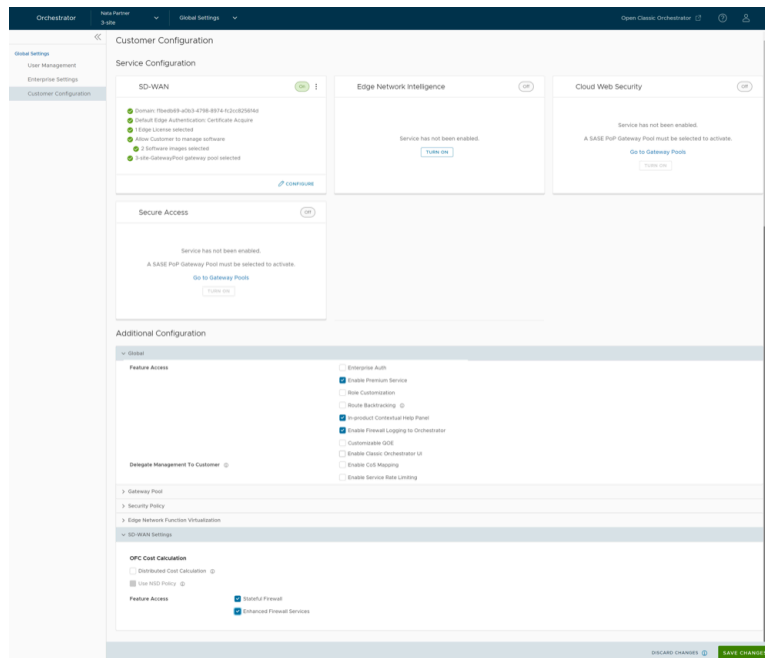 Orchestrator
Nata Partner
3-site
Global Settings
Open Classic Orchestrator
Global Settings
User Management
Enterprise Settings
Customer Configuration
Customer Configuration
Service Configuration
SD-WAN
On
Domain: f1bedb69-a0b3-4798-8974-fc2cc8256f4d
Default Edge Authentication: Certificate Acquire
1 Edge License selected
Allow Customer to manage software
2 Software images selected
3-site-GatewayPool gateway pool selected
CONFIGURE
Edge Network Intelligence
Off
Service has not been enabled.
TURN ON
Cloud Web Security
Off
Service has not been enabled.
A SASE PoP Gateway Pool must be selected to activate.
Go to Gateway Pools
TURN ON
Secure Access
Off
Service has not been enabled.
A SASE PoP Gateway Pool must be selected to activate.
Go to Gateway Pools
TURN ON
Additional Configuration
Global
Feature Access
Enterprise Auth
Enable Premium Service
Role Customization
Route Backtracking
In-product Contextual Help Panel
Enable Firewall Logging to Orchestrator
Customizable QOE
Enable Classic Orchestrator UI
Delegate Management To Customer
Enable CoS Mapping
Enable Service Rate Limiting
Gateway Pool
Security Policy
Edge Network Function Virtualization
SD-WAN Settings
OFC Cost Calculation
Distributed Cost Calculation
Use NSD Policy
Feature Access
Stateful Firewall
Enhanced Firewall Services
DISCARD CHANGES
SAVE CHANGES